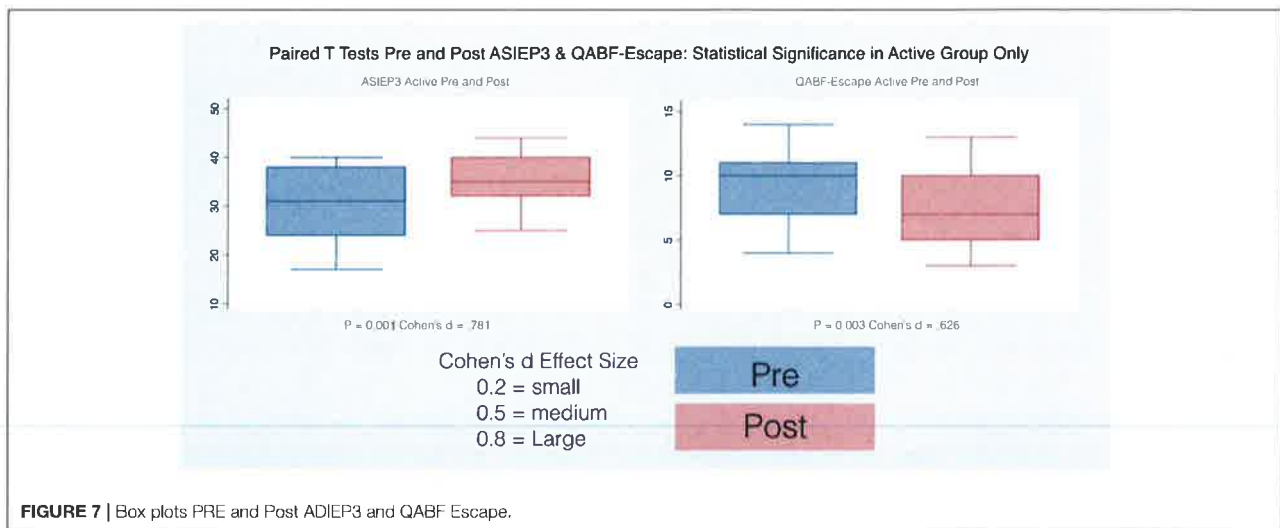 Paired T Tests Pre and Post ASIEP3 & QABF-Escape: Statistical Significance in Active Group Only
ASIEP3 Active Pre and Post
50
40
30
20
10
P = 0.001 Cohen's d = .781
QABF-Escape Active Pre and Post
15
10
5
0
P = 0 003 Cohen's d = .626
Cohen's d Effect Size
0.2 = small
0.5 = medium
0.8 = Large
Pre
Post
FIGURE 7 | Box plots PRE and Post ADIEP3 and QABF Escape.